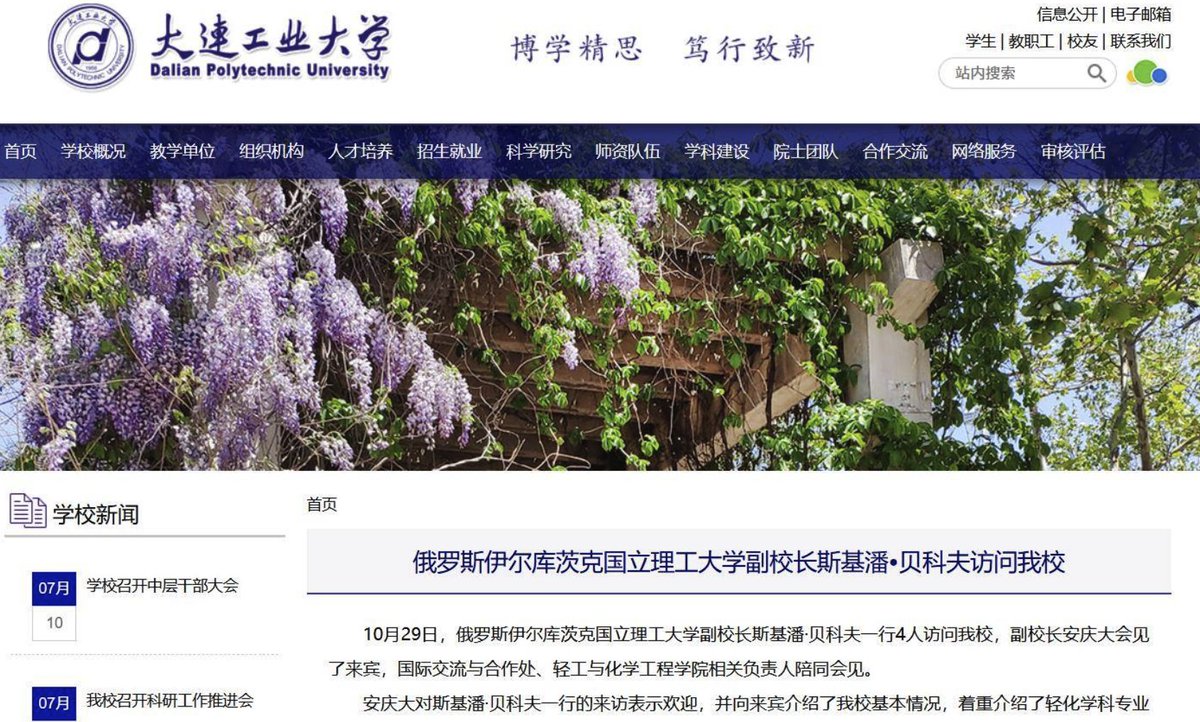 信息公开 | 电子邮箱
大连工业大学
Dalian Polytechnic University
博学精思 笃行致新
学生 | 教职工 | 校友 | 联系我们
站内搜索
首页 学校概况 教学单位 组织机构 人才培养 招生就业 科学研究 师资队伍 学科建设 院士团队 合作交流 网络服务 审核评估
学校新闻
07月
10
学校召开中层干部大会
07月
我校召开科研工作推进会
首页
俄罗斯伊尔库茨克国立理工大学副校长斯基潘•贝科夫访问我校
10月29日，俄罗斯伊尔库茨克国立理工大学副校长斯基潘·贝科夫一行4人访问我校，副校长安庆大会见
了来宾，国际交流与合作处、轻工与化学工程学院相关负责人陪同会见。
安庆大对斯基潘·贝科夫一行的来访表示欢迎，并向来宾介绍了我校基本情况，着重介绍了轻化学科专业